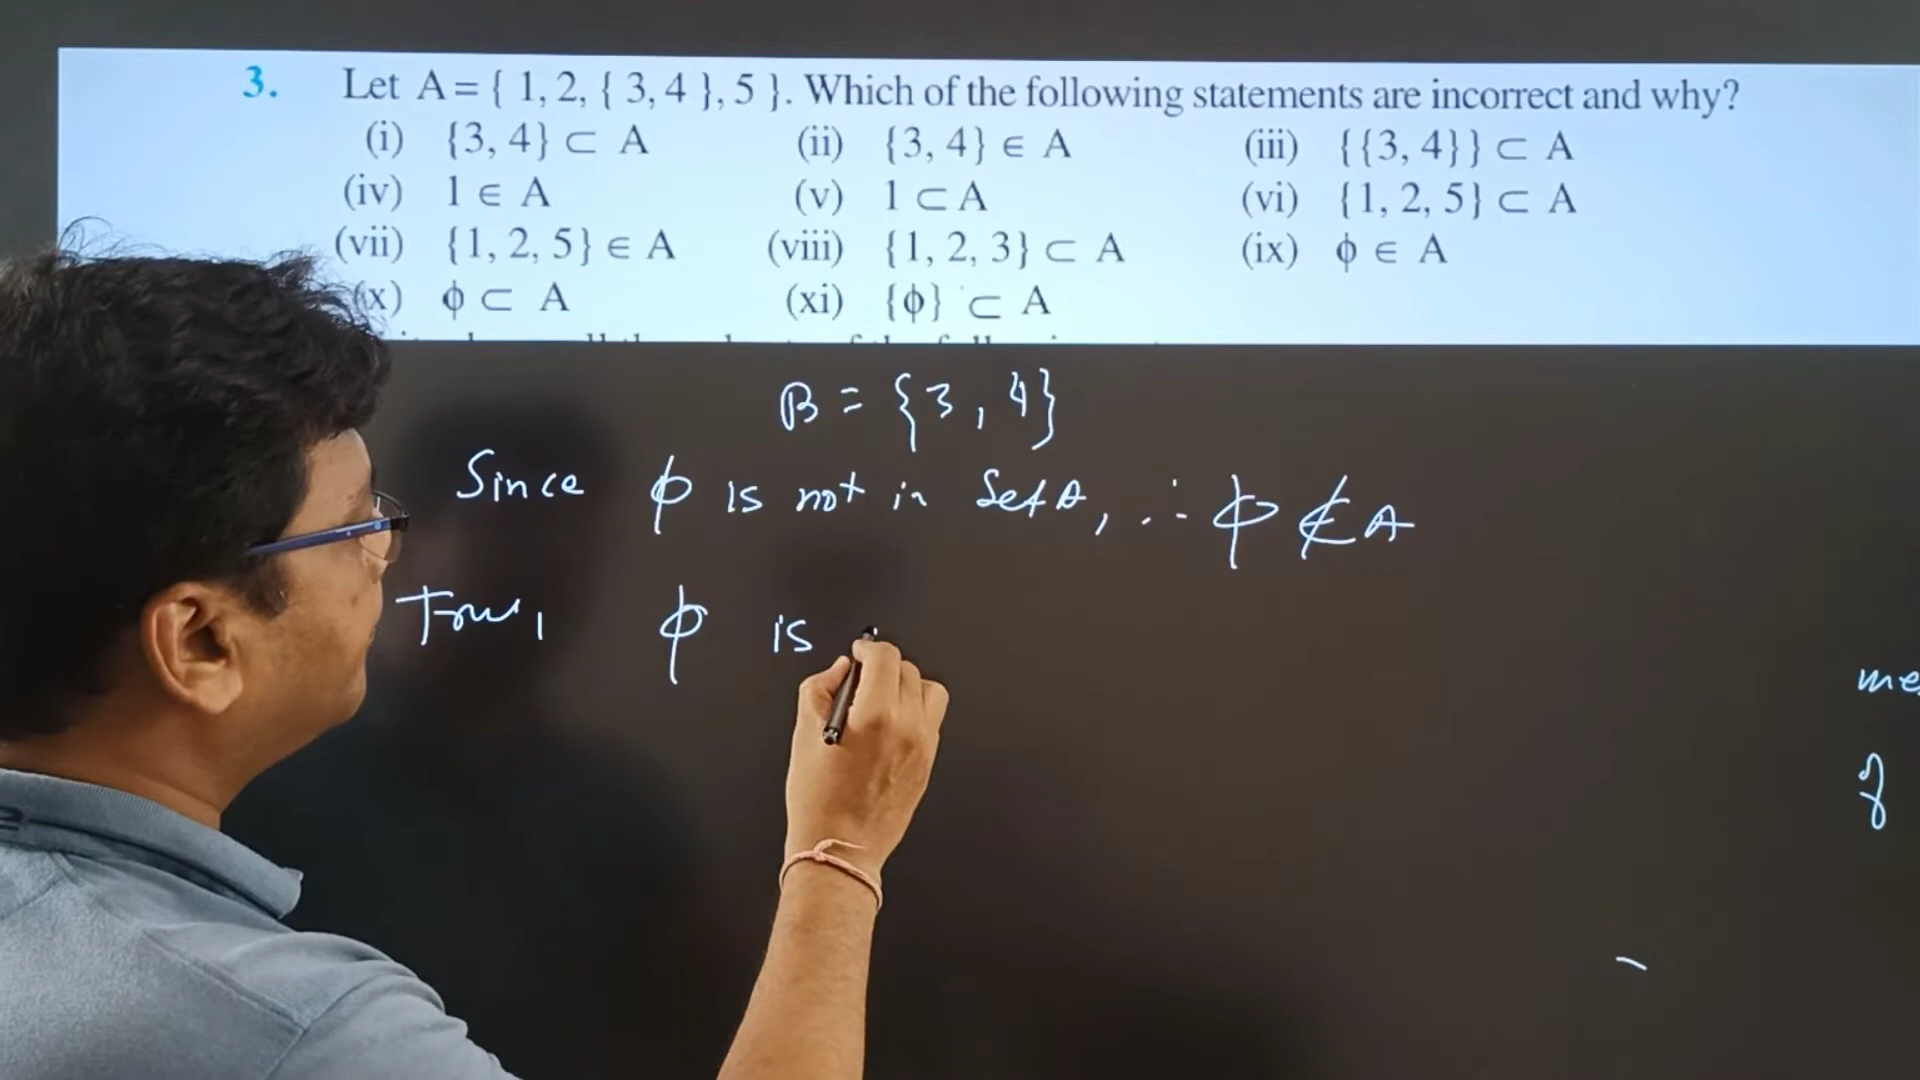 3. Let A = { 1, 2, { 3, 4 }, 5 }. Which of the following statements are incorrect and why?
(i) {3, 4} ⊂ A (ii) {3, 4} ∈ A (iii) {{3, 4}} ⊂ A
(iv) 1 ∈ A (v) 1 ⊂ A (vi) {1, 2, 5} ⊂ A
(vii) {1, 2, 5} ∈ A (viii) {1, 2, 3} ⊂ A (ix) ϕ ∈ A
(x) ϕ ⊂ A (xi) {ϕ} ⊂ A
B = {3, 4}
Since ϕ is not in Set A, ∴ ϕ ∉ A
True, ϕ is
me